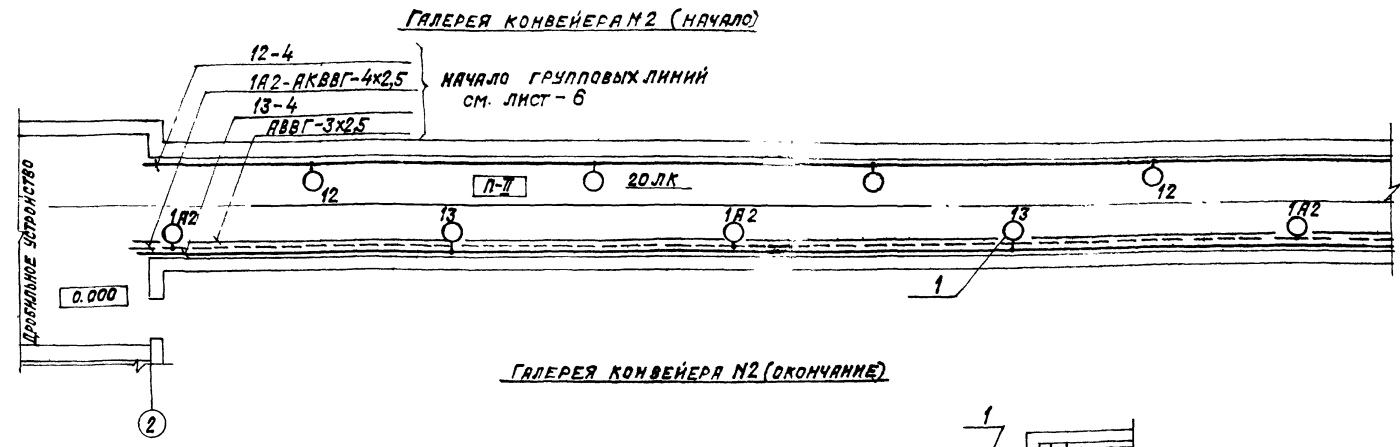 ГАЛЕРЕЯ КОНВЕЙЕРА N2 (НАЧАЛО)
12-4
1А2-АКВВГ-4х2,5
13-4
АВВГ-3х2,5
НАЧАЛО ГРУППОВЫХ ЛИНИЙ
СМ. ЛИСТ-6
12
П-II
20ЛК
12
1А2
13
1А2
13
1А2
ДРОБИЛЬНОЕ УСТРОЙСТВО
0.000
1
ГАЛЕРЕЯ КОНВЕЙЕРА N2 (ОКОНЧАНИЕ)
2
1